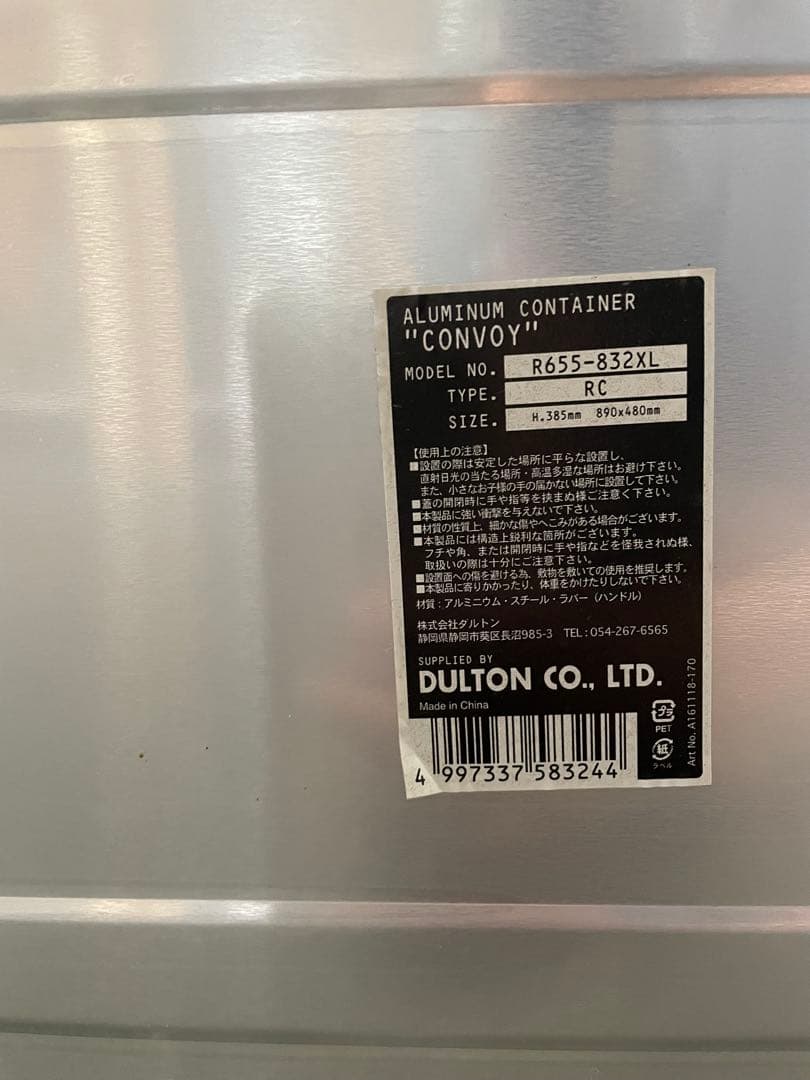 ALUMINUM CONTAINER
"CONVOY"
MODEL NO. R655-832XL
TYPE. RC
SIZE. H.385mm 890x480mm
【使用上の注意】
■設置の際は安定した場所に平らな設置し、
直射日光の当たる場所・高温多湿な場所はお避け下さい。
また、小さなお子様の手の届かない場所に設置して下さい。
■蓋の開閉時に手や指等を挟まぬ様ご注意く下さい。
■本製品に強い衝撃を与えないで下さい。
■材質の性質上、細かな傷やへこみがある場合がございます。
■本製品には構造上鋭利な箇所がございます。
フチや角、または開閉時に手や指などを怪我されぬ様、
取扱いの際は十分にご注意下さい。
■設置面への傷を避ける為、敷物を敷いての使用を推奨します。
■本製品に寄りかかったり、体重をかけたりしないで下さい。
材質：アルミニウム・スチール・ラバー（ハンドル）
株式会社ダルトン
静岡県静岡市葵区長沼985-3 TEL：054-267-6565
SUPPLIED BY
DULTON CO., LTD.
Made in China
プラ
PET
紙
ラベル
Art No. A161118-170
4 997337 583244